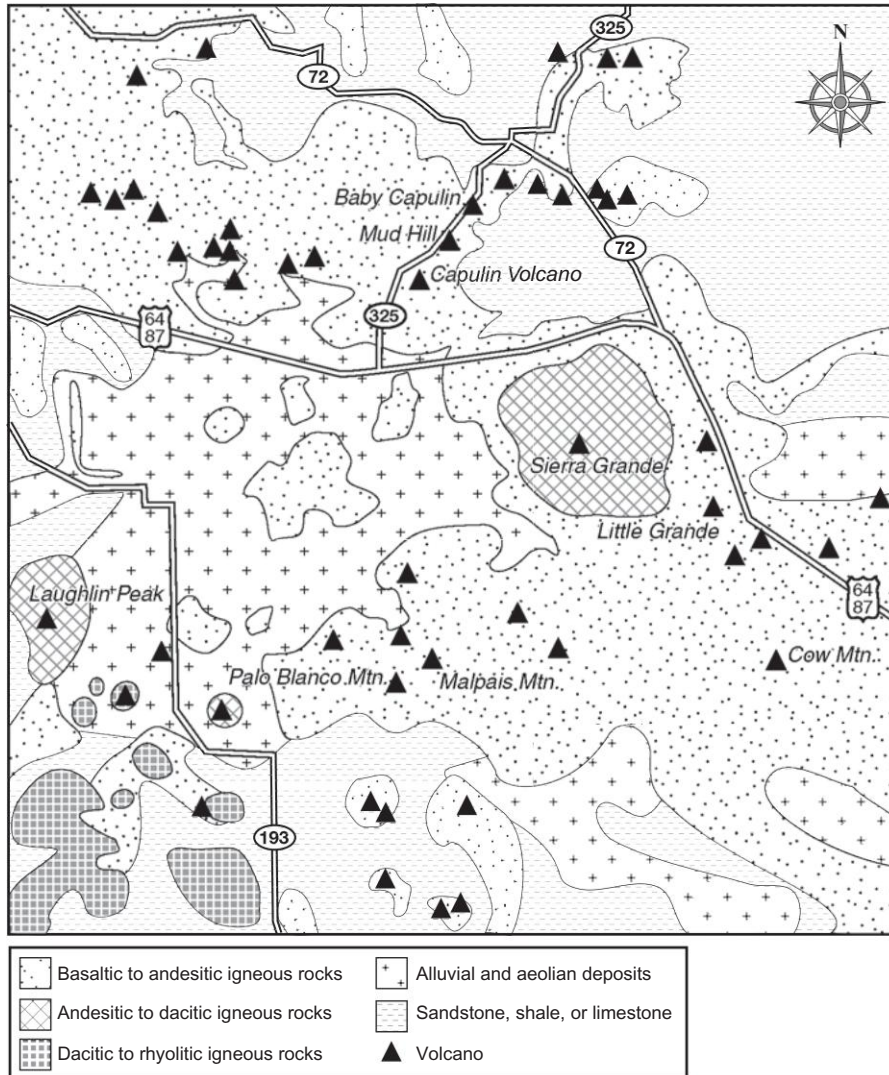 325
N
72
Baby Capulin
Mud Hill
72
Capulin Volcano
325
64
87
Sierra Grande
Little Grande
64
87
Laughlin Peak
Cow Mtn.
Palo Blanco Mtn.
Malpais Mtn.
193
Basaltic to andesitic igneous rocks
Alluvial and aeolian deposits
Andesitic to dacitic igneous rocks
Sandstone, shale, or limestone
Dacitic to rhyolitic igneous rocks
Volcano